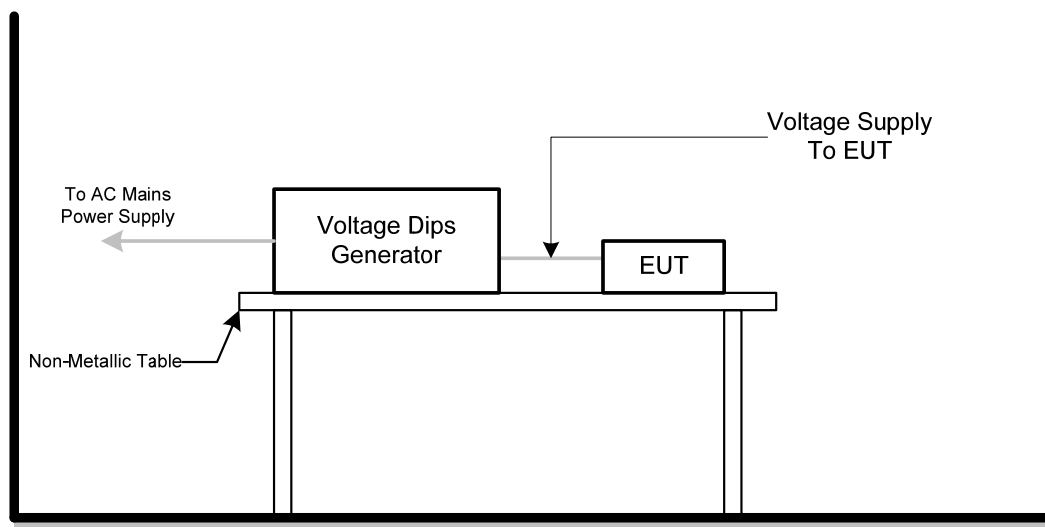 Voltage Supply
To EUT
To AC Mains
Power Supply
Voltage Dips
Generator
EUT
Non-Metallic Table